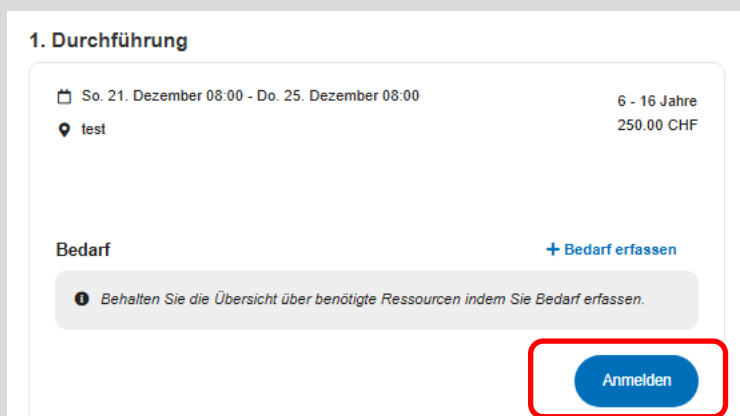 1. Durchführung
So. 21. Dezember 08:00 - Do. 25. Dezember 08:00
6 - 16 Jahre
test
250.00 CHF
Bedarf
+ Bedarf erfassen
Behalten Sie die Übersicht über benötigte Ressourcen indem Sie Bedarf erfassen.
Anmelden